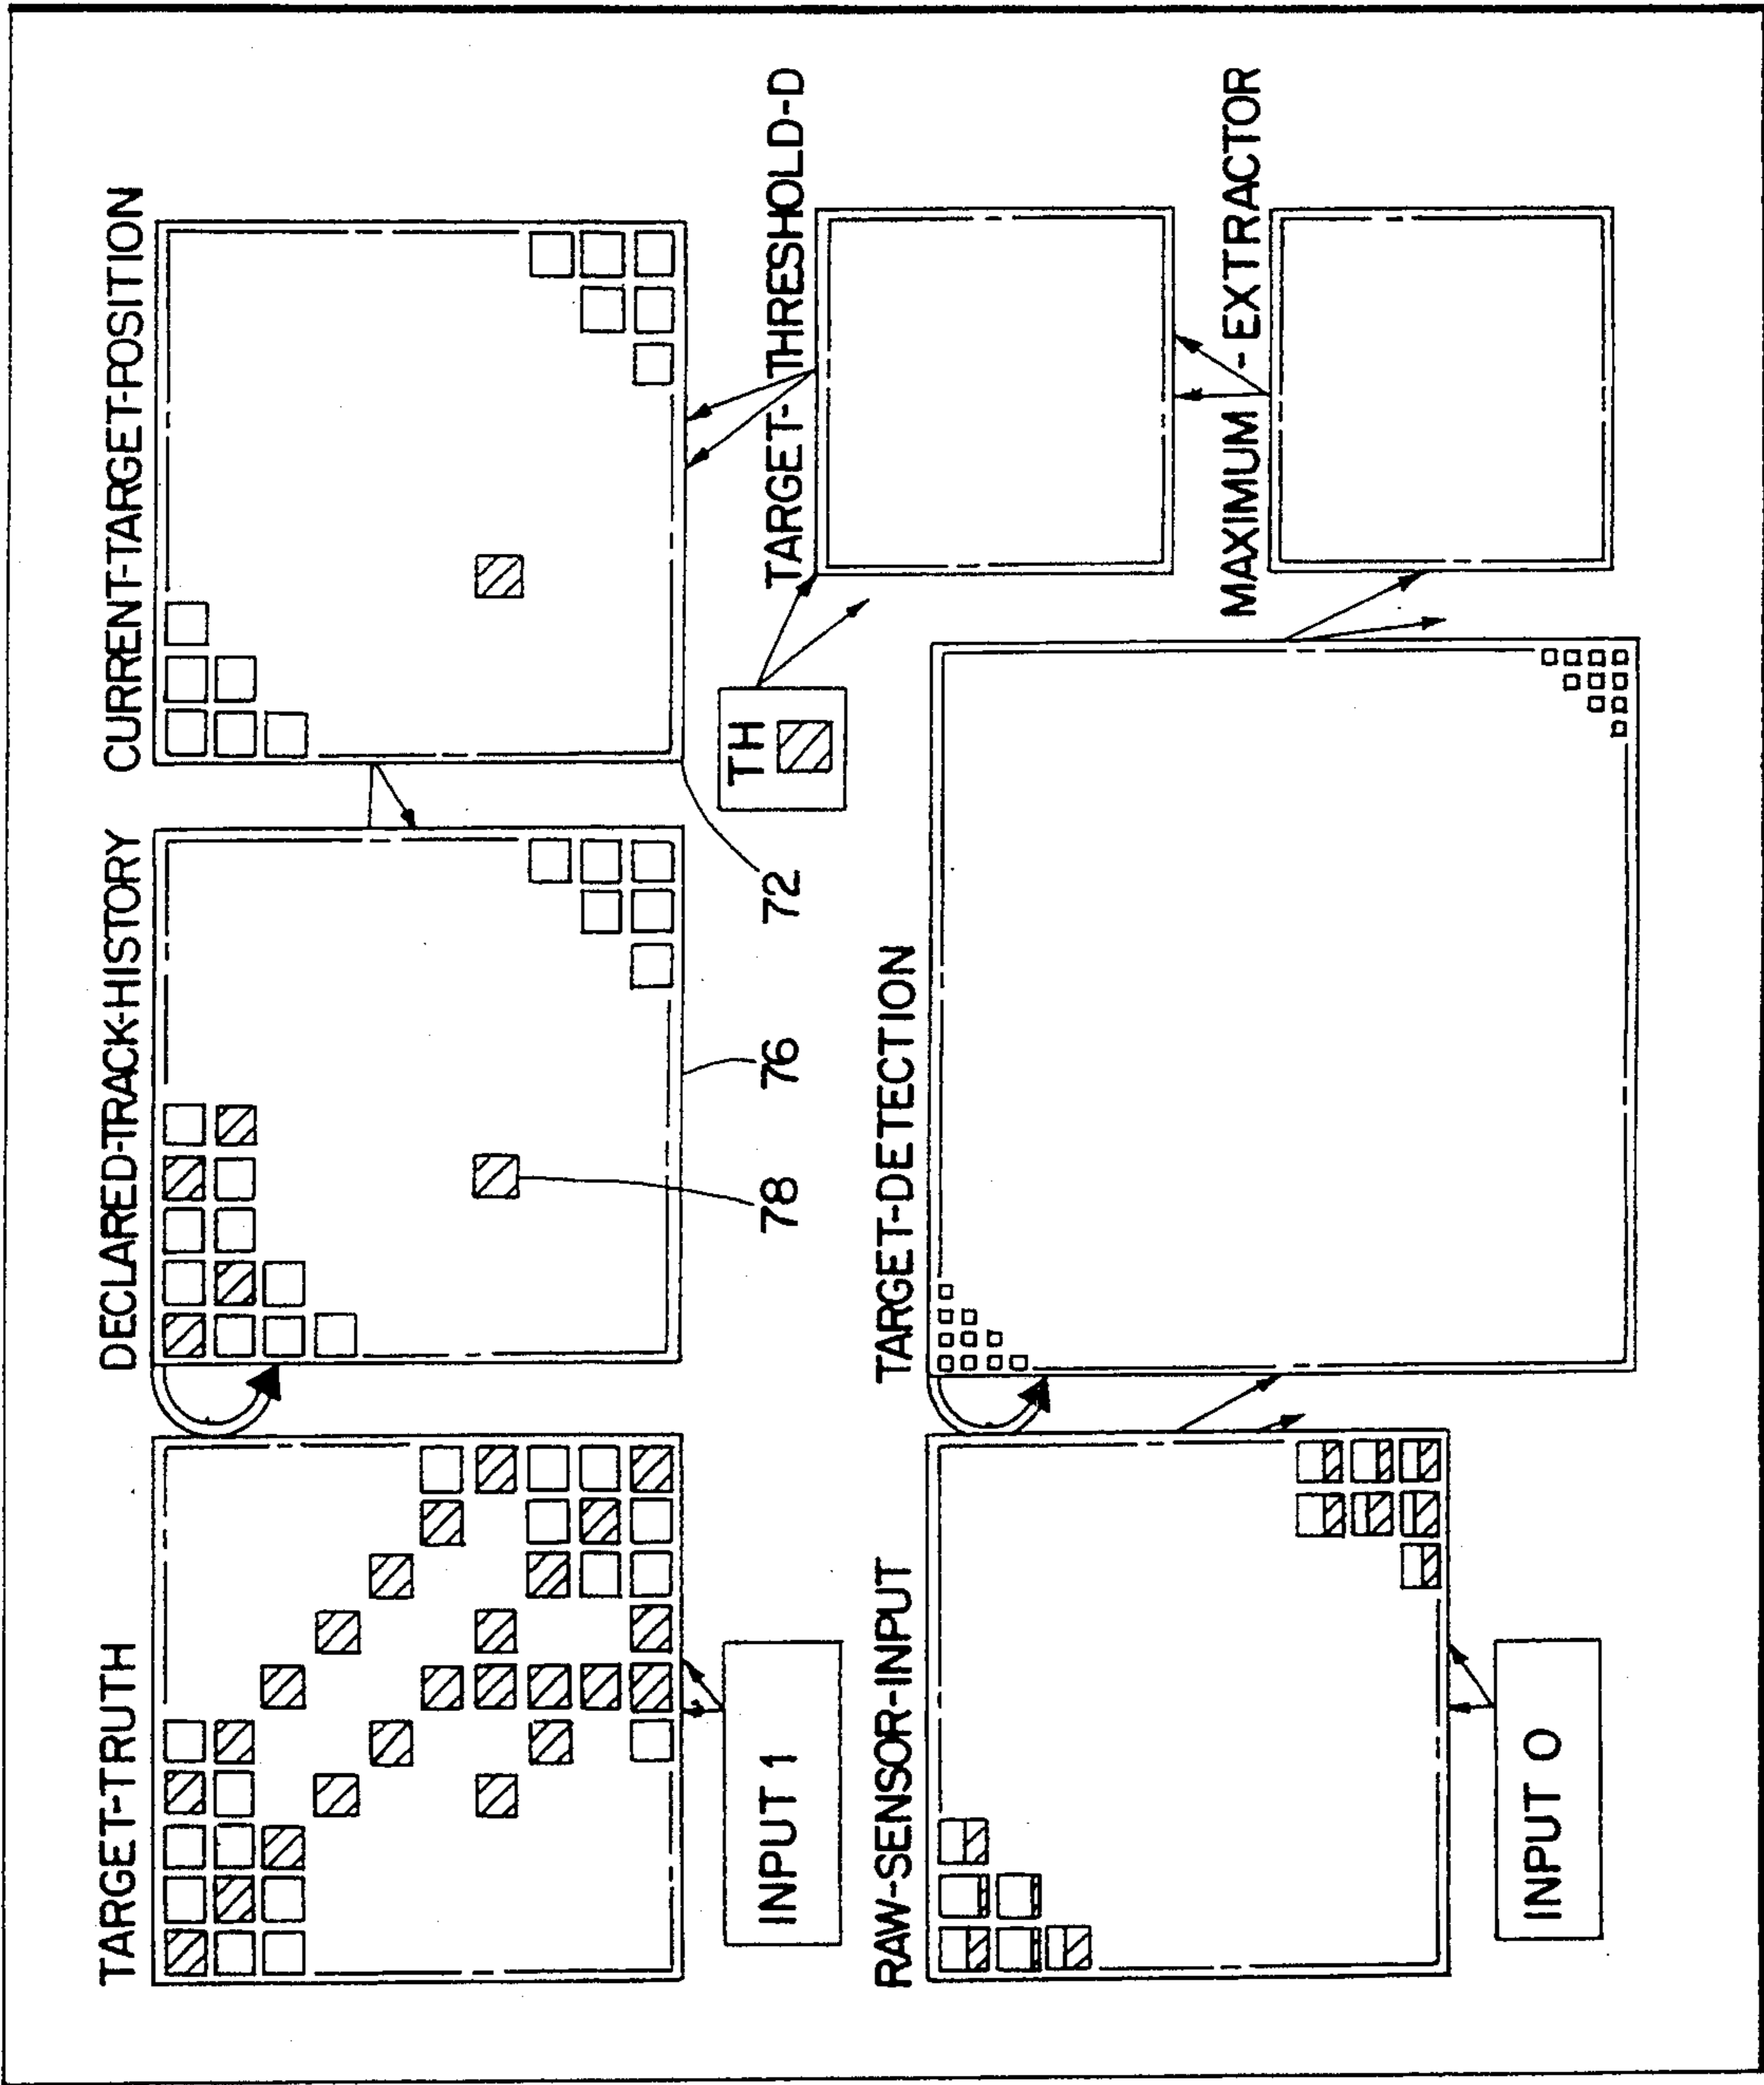 TARGET-TRUTH
DECLARED-TRACK-HISTORY
CURRENT-TARGET-POSITION
INPUT 1
78
76
72
TH
TARGET-THRESHOLD-D
RAW-SENSOR-INPUT
TARGET-DETECTION
MAXIMUM-EXTRACTOR
INPUT 0